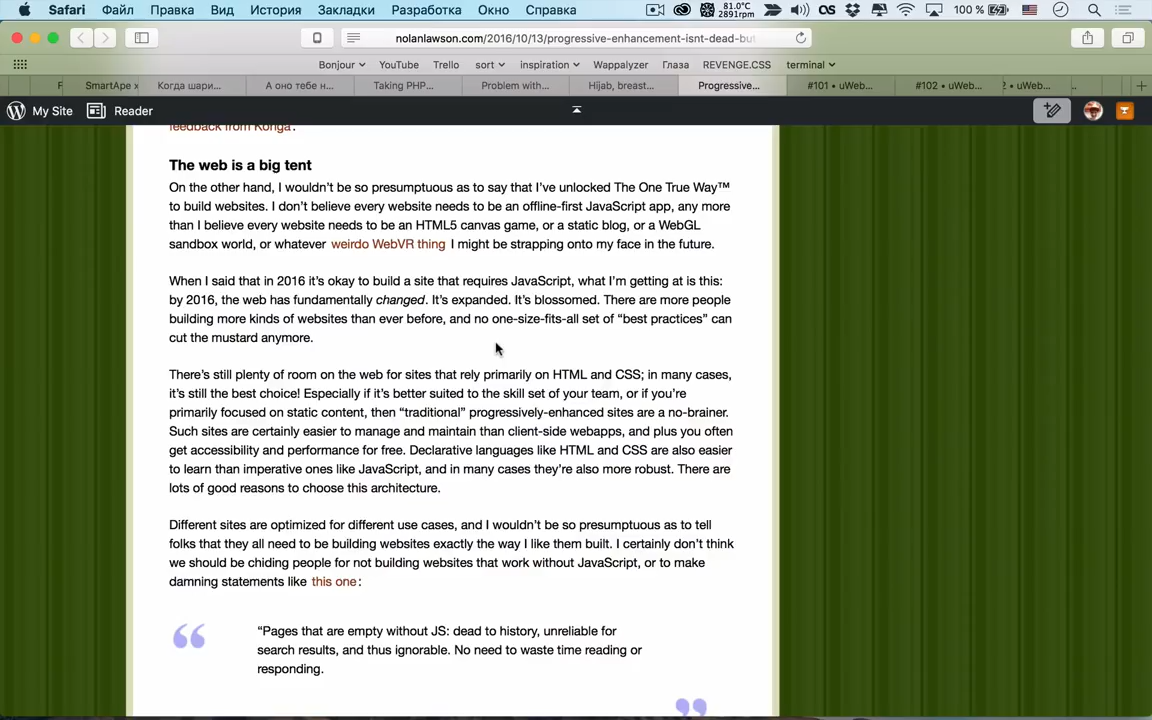 Safari Файл Правка Вид История Закладки Разработка Окно Справка 81.0°C 2891rpm 100 %
nolanlawson.com/2016/10/13/progressive-enhancement-isnt-dead-but
Bonjour YouTube Trello sort inspiration Wappalyzer Глаза REVENGE.CSS terminal
F SmartApe × Когда шари... А оно тебе н... Taking PHP... Problem with... Hijab, breast... Progressive... #101 • uWeb... #102 • uWeb... 2 • uWeb...
My Site Reader
feedback from Konga.
The web is a big tent
On the other hand, I wouldn’t be so presumptuous as to say that I’ve unlocked The One True Way™
to build websites. I don’t believe every website needs to be an offline-first JavaScript app, any more
than I believe every website needs to be an HTML5 canvas game, or a static blog, or a WebGL
sandbox world, or whatever weirdo WebVR thing I might be strapping onto my face in the future.
When I said that in 2016 it’s okay to build a site that requires JavaScript, what I’m getting at is this:
by 2016, the web has fundamentally changed. It’s expanded. It’s blossomed. There are more people
building more kinds of websites than ever before, and no one-size-fits-all set of “best practices” can
cut the mustard anymore.
There’s still plenty of room on the web for sites that rely primarily on HTML and CSS; in many cases,
it’s still the best choice! Especially if it’s better suited to the skill set of your team, or if you’re
primarily focused on static content, then “traditional” progressively-enhanced sites are a no-brainer.
Such sites are certainly easier to manage and maintain than client-side webapps, and plus you often
get accessibility and performance for free. Declarative languages like HTML and CSS are also easier
to learn than imperative ones like JavaScript, and in many cases they’re also more robust. There are
lots of good reasons to choose this architecture.
Different sites are optimized for different use cases, and I wouldn’t be so presumptuous as to tell
folks that they all need to be building websites exactly the way I like them built. I certainly don’t think
we should be chiding people for not building websites that work without JavaScript, or to make
damning statements like this one:
“Pages that are empty without JS: dead to history, unreliable for
search results, and thus ignorable. No need to waste time reading or
responding.